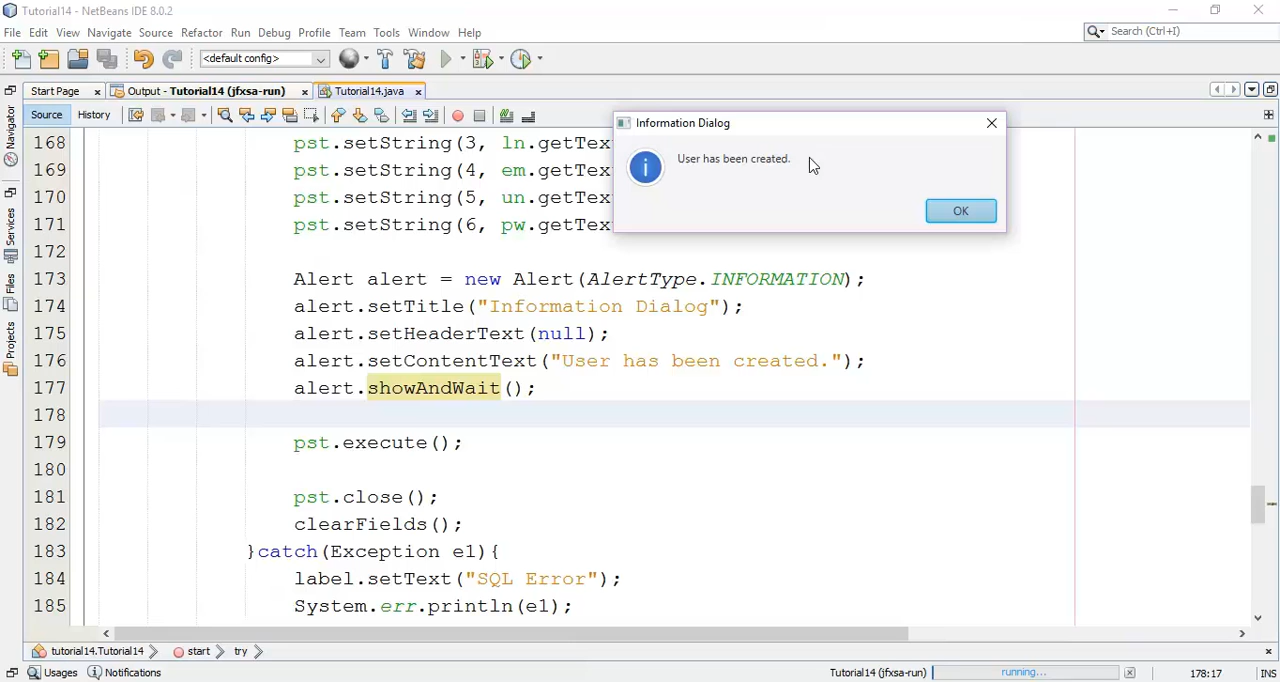 Tutorial14 - NetBeans IDE 8.0.2
File Edit View Navigate Source Refactor Run Debug Profile Team Tools Window Help
Search (Ctrl+I)
<default config>
Start Page
Output - Tutorial14 (jfxsa-run)
Tutorial14.java
Source History
Navigator
Services
Files
Projects
168 pst.setString(3, ln.getTex
169 pst.setString(4, em.getTex
170 pst.setString(5, un.getTex
171 pst.setString(6, pw.getTex
172
173 Alert alert = new Alert(AlertType.INFORMATION);
174 alert.setTitle("Information Dialog");
175 alert.setHeaderText(null);
176 alert.setContentText("User has been created.");
177 alert.showAndWait();
178
179 pst.execute();
180
181 pst.close();
182 clearFields();
183 }catch(Exception e1){
184 label.setText("SQL Error");
185 System.err.println(e1);
Information Dialog
User has been created.
OK
tutorial14.Tutorial14 start try
Usages Notifications
Tutorial14 (jfxsa-run) running... 178:17 INS